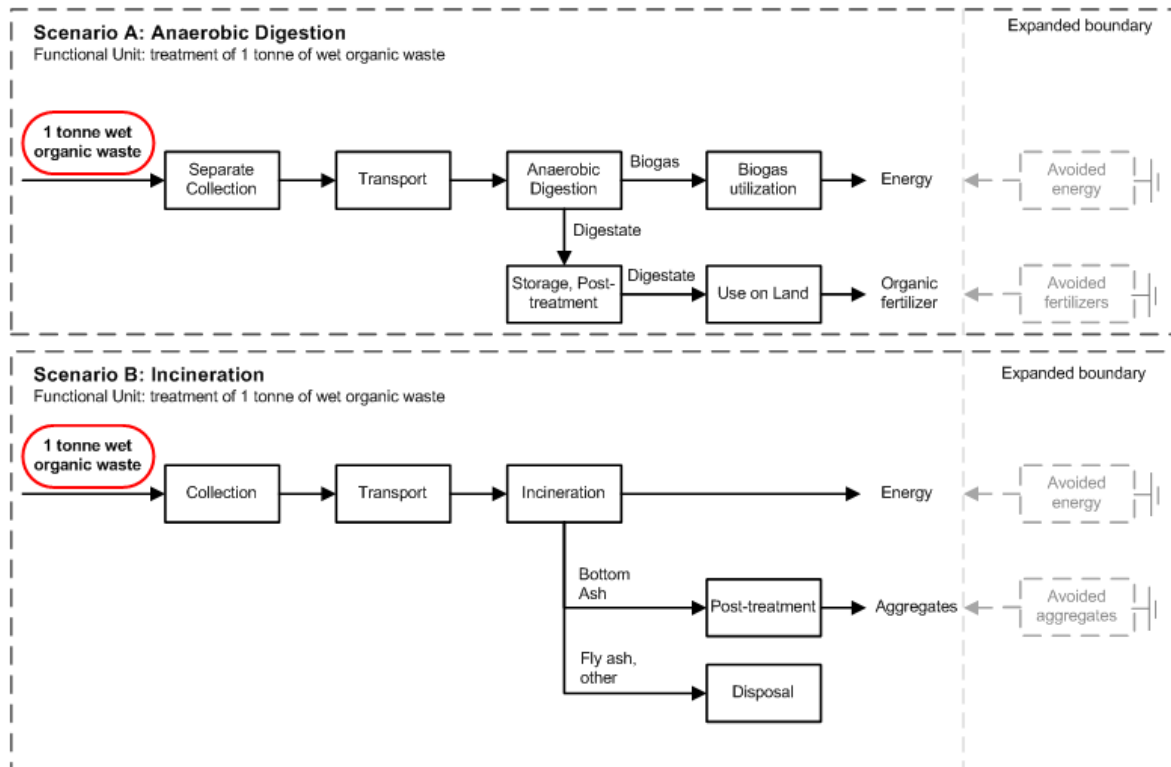 Scenario A: Anaerobic Digestion
Expanded boundary
Functional Unit: treatment of 1 tonne of wet organic waste
1 tonne wet
organic waste
Separate
Collection
Transport
Anaerobic
Digestion
Biogas
Biogas
utilization
Energy
Avoided
energy
Digestate
Storage, Post-
treatment
Digestate
Use on Land
Organic
fertilizer
Avoided
fertilizers
Scenario B: Incineration
Expanded boundary
Functional Unit: treatment of 1 tonne of wet organic waste
1 tonne wet
organic waste
Collection
Transport
Incineration
Energy
Avoided
energy
Bottom
Ash
Post-treatment
Aggregates
Avoided
aggregates
Fly ash,
other
Disposal